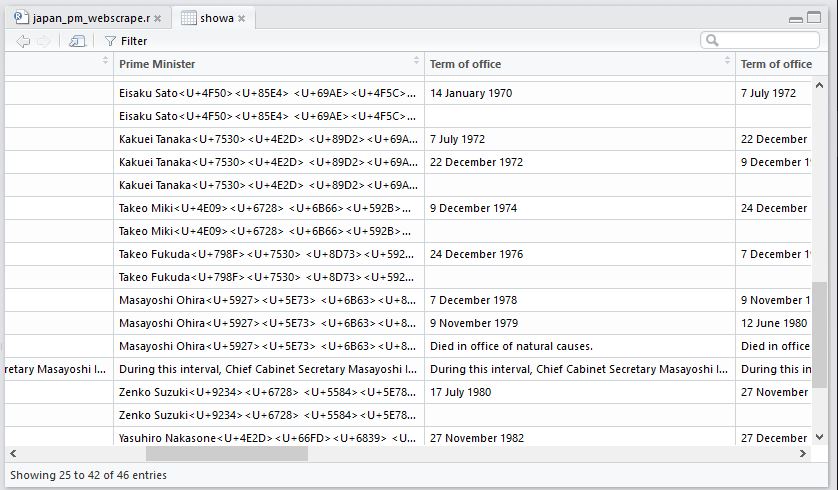 japan_pm_webscrape.r showa
Filter
Prime Minister Term of office Term of office
Eisaku Sato<U+4F50><U+85E4> <U+69AE><U+4F5C>... 14 January 1970 7 July 1972
Eisaku Sato<U+4F50><U+85E4> <U+69AE><U+4F5C>...
Kakuei Tanaka<U+7530><U+4E2D> <U+89D2><U+69A... 7 July 1972 22 December
Kakuei Tanaka<U+7530><U+4E2D> <U+89D2><U+69A... 22 December 1972 9 December 1
Kakuei Tanaka<U+7530><U+4E2D> <U+89D2><U+69A...
Takeo Miki<U+4E09><U+6728> <U+6B66><U+592B>... 9 December 1974 24 December
Takeo Miki<U+4E09><U+6728> <U+6B66><U+592B>...
Takeo Fukuda<U+798F><U+7530> <U+8D73><U+592... 24 December 1976 7 December 1
Takeo Fukuda<U+798F><U+7530> <U+8D73><U+592...
Masayoshi Ohira<U+5927><U+5E73> <U+6B63><U+8... 7 December 1978 9 November 1
Masayoshi Ohira<U+5927><U+5E73> <U+6B63><U+8... 9 November 1979 12 June 1980
Masayoshi Ohira<U+5927><U+5E73> <U+6B63><U+8... Died in office of natural causes. Died in office
retary Masayoshi I... During this interval, Chief Cabinet Secretary Masayoshi I... During this interval, Chief Cabinet Secretary Masayoshi I... During this in
Zenko Suzuki<U+9234><U+6728> <U+5584><U+5E78... 17 July 1980 27 November
Zenko Suzuki<U+9234><U+6728> <U+5584><U+5E78...
Yasuhiro Nakasone<U+4E2D><U+66FD><U+6839> <U... 27 November 1982 27 December
Showing 25 to 42 of 46 entries